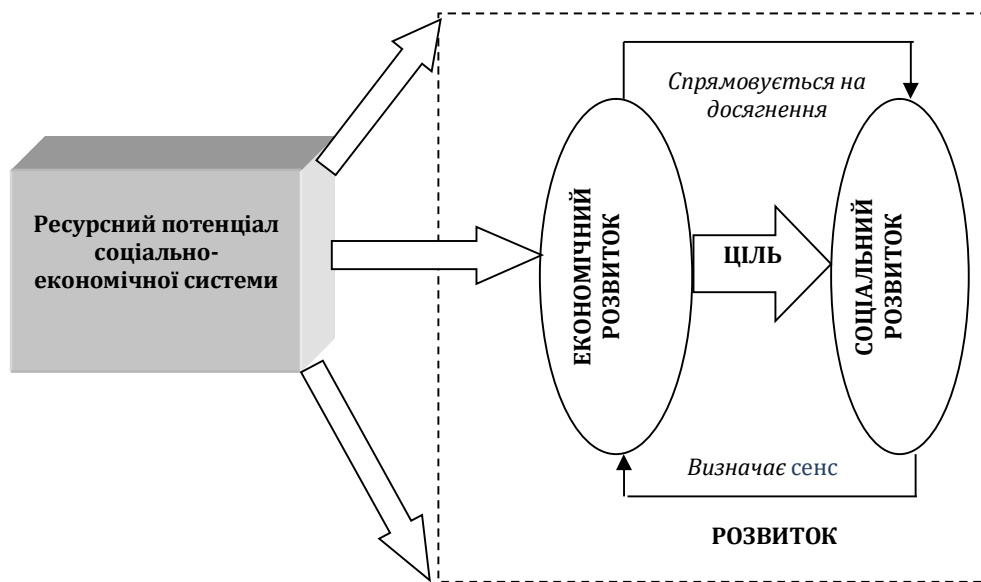 Спрямовується на
досягнення
Ресурсний потенціал
соціально-
економічної системи
ЕКОНОМІЧНИЙ
РОЗВИТОК
ЦІЛЬ
СОЦІАЛЬНИЙ
РОЗВИТОК
Визначає сенс
РОЗВИТОК